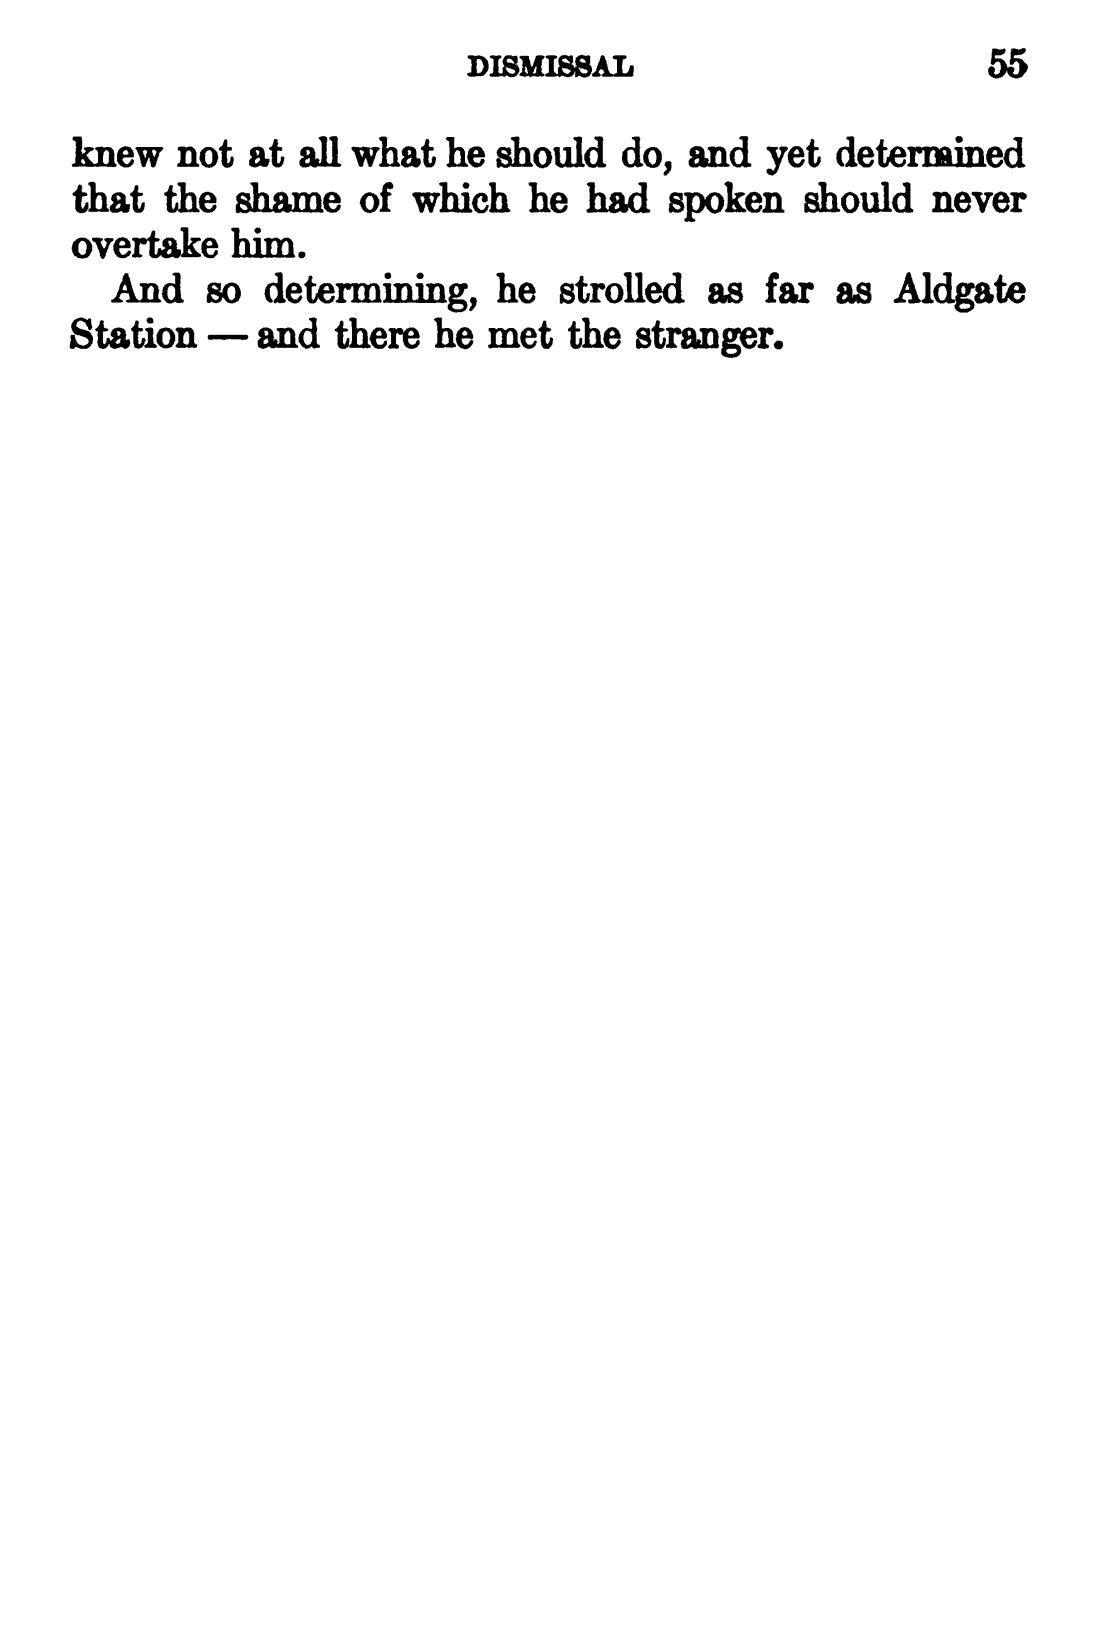 DISMISSAL 55
knew not at all what he should do, and yet determined
that the shame of which he had spoken should never
overtake him.
And so determining, he strolled as far as Aldgate
Station — and there he met the stranger.